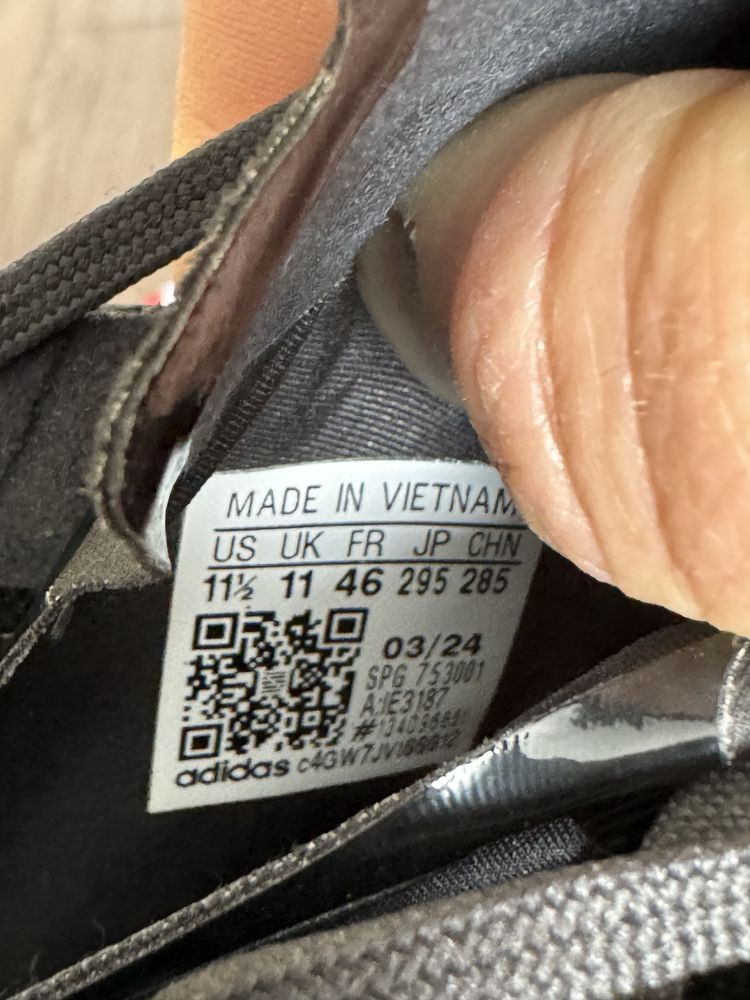 MADE IN VIETNAM
US UK FR JP CHN
11½ 11 46 295 285
03/24
SPG 753001
A:IE3187
adidas